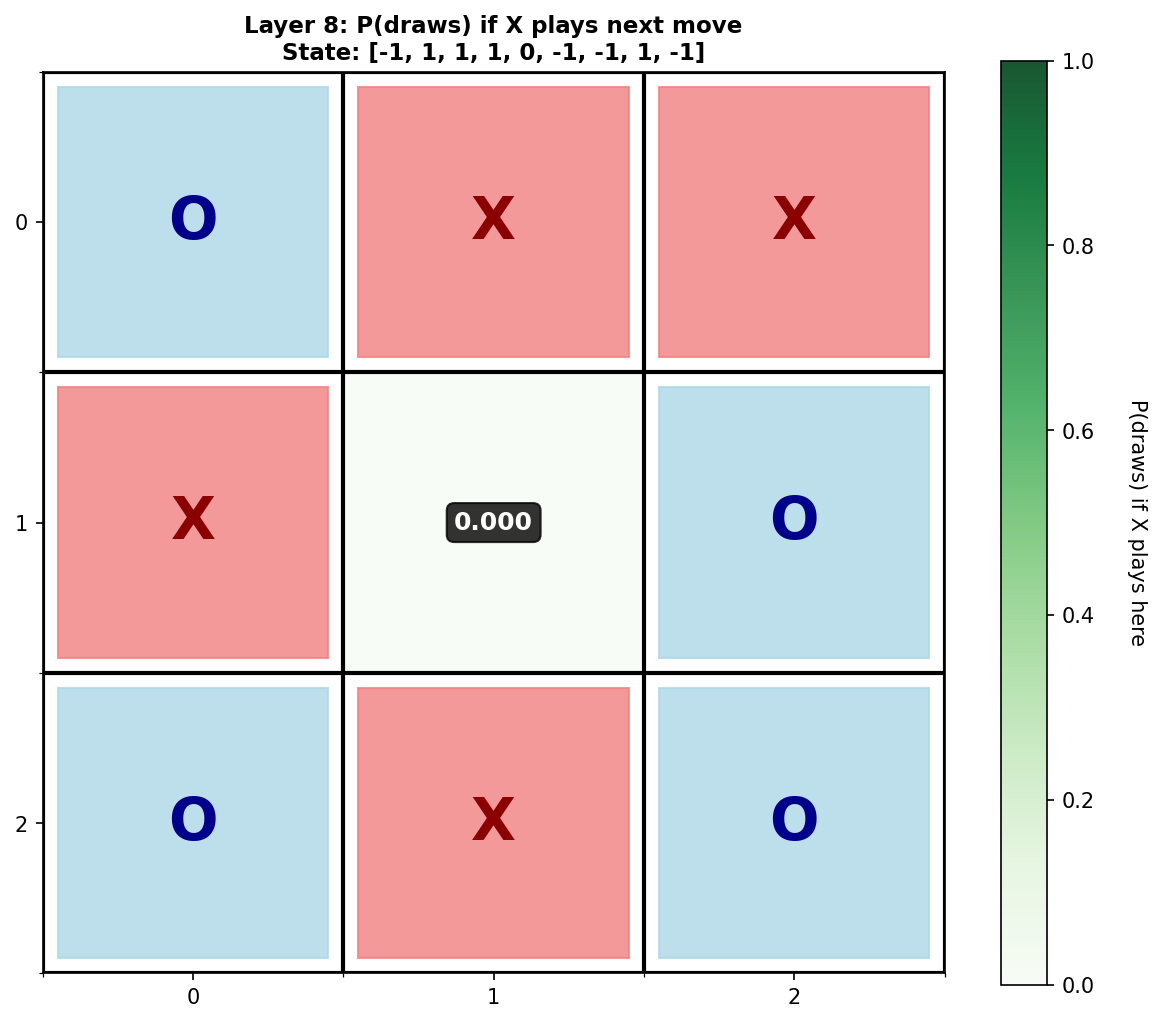 Layer 8: P(draws) if X plays next move
State: [-1, 1, 1, 1, 0, -1, -1, 1, -1]
O X X
X 0.000 O
O X O
0
1
2
0 1 2
1.0
0.8
0.6
0.4
0.2
0.0
P(draws) if X plays here